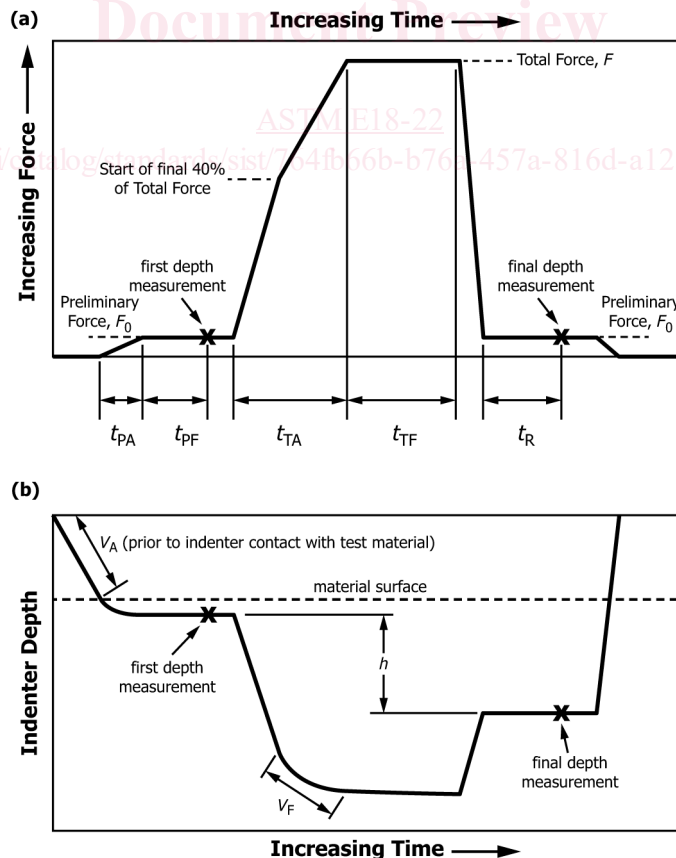 Document Preview
(a)
Increasing Time
Total Force, F
ASTM E18-22
Start of final 40%
of Total Force
Increasing Force
first depth
measurement
final depth
measurement
Preliminary
Force, F0
Preliminary
Force, F0
X
X
tPA
tPF
tTA
tTF
tR
(b)
VA (prior to indenter contact with test material)
material surface
Indenter Depth
X
first depth
measurement
h
X
final depth
measurement
VF
Increasing Time